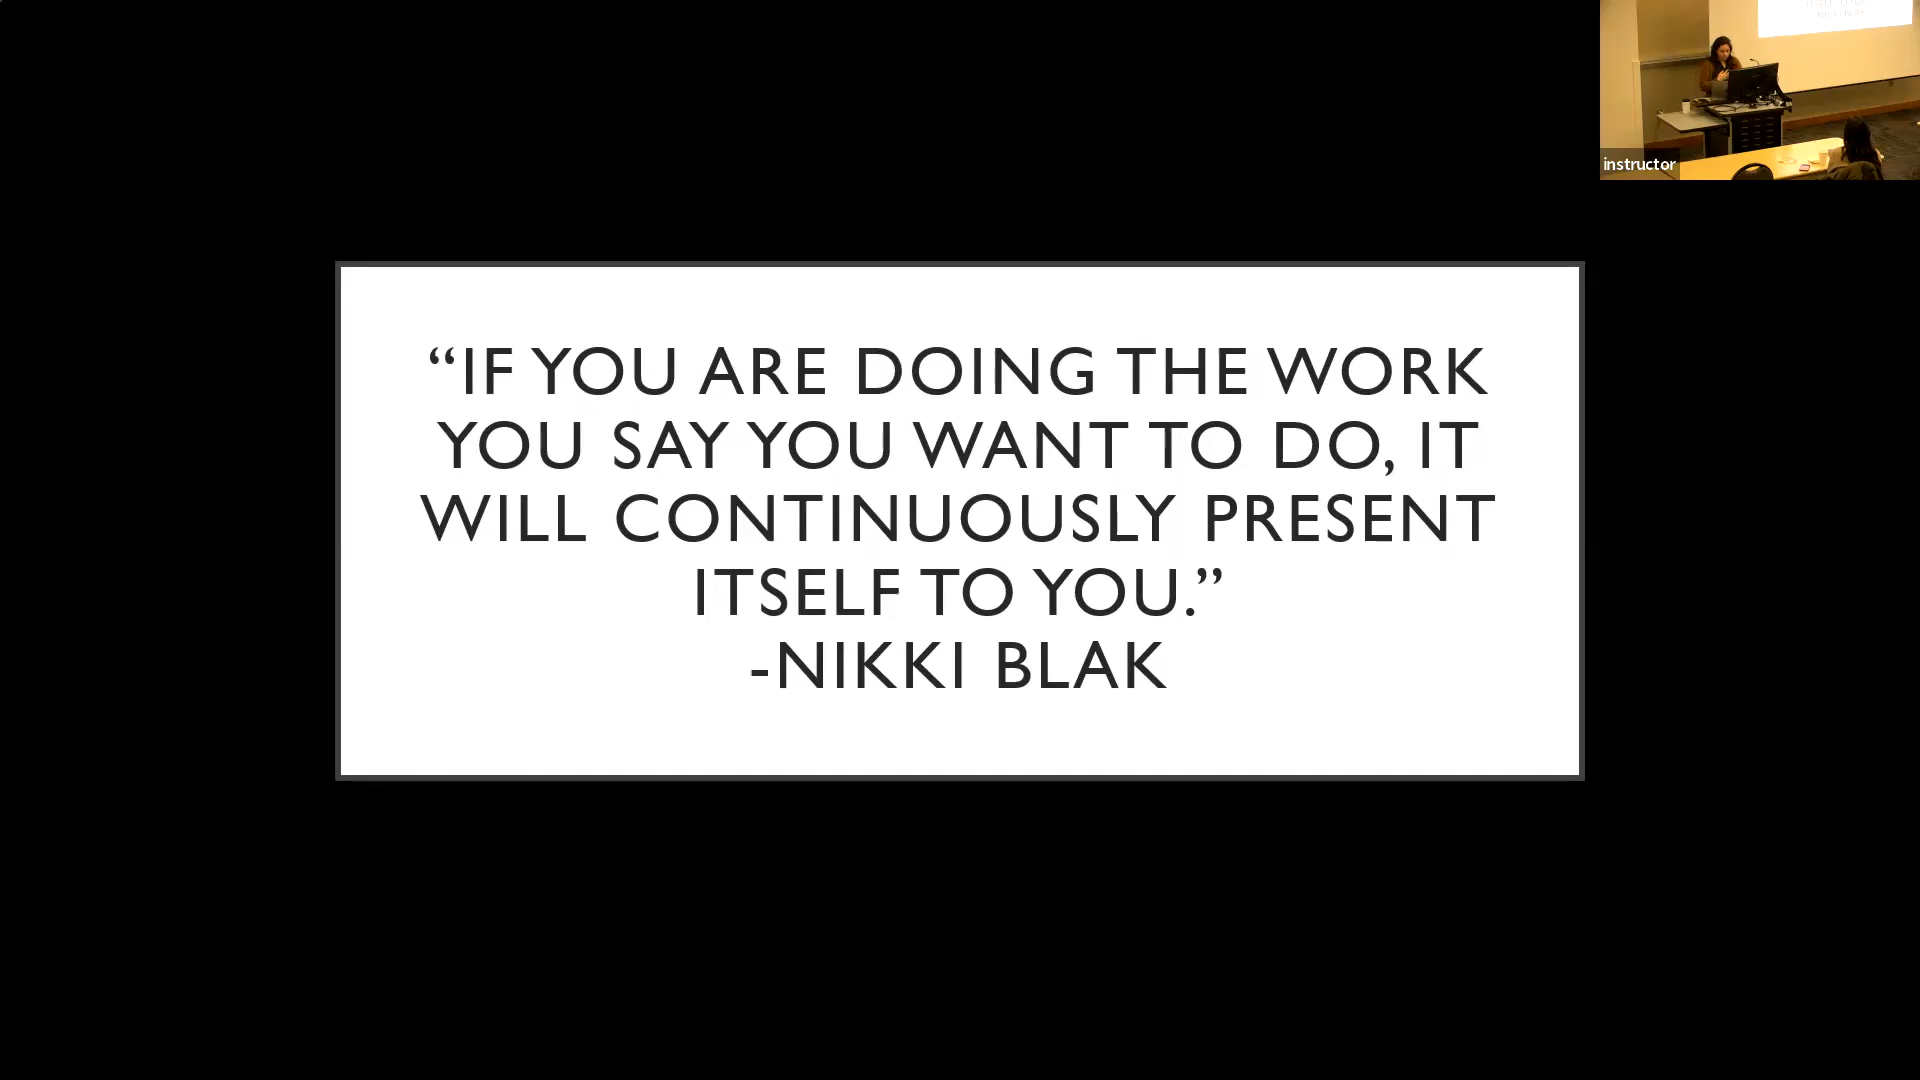 instructor
“IF YOU ARE DOING THE WORK
YOU SAY YOU WANT TO DO, IT
WILL CONTINUOUSLY PRESENT
ITSELF TO YOU.”
-NIKKI BLAK